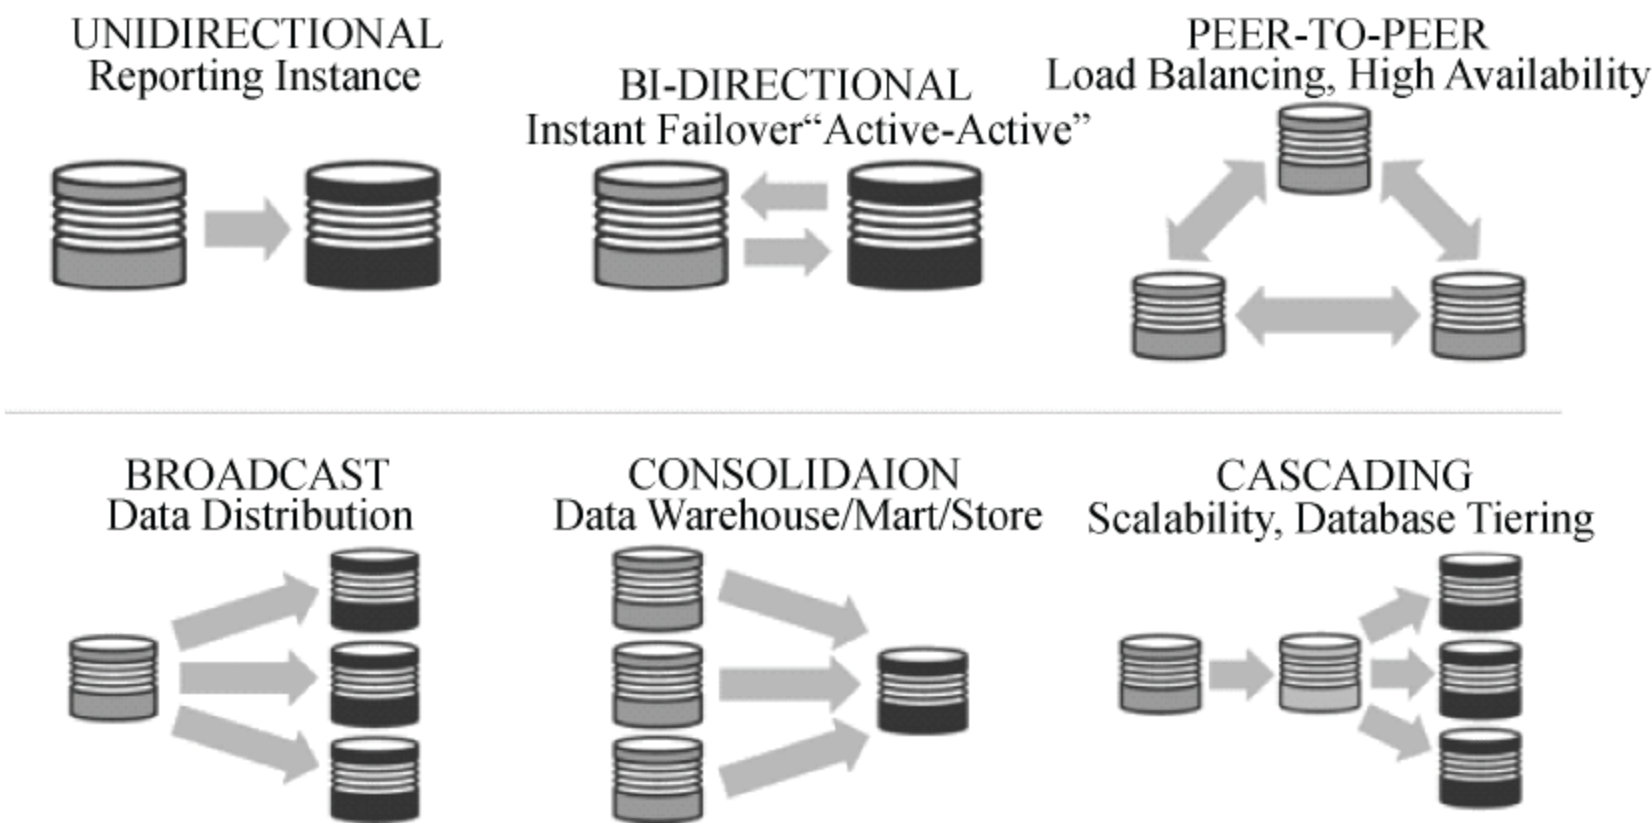 UNIDIRECTIONAL
Reporting Instance
BI-DIRECTIONAL
Instant Failover“Active-Active”
PEER-TO-PEER
Load Balancing, High Availability
BROADCAST
Data Distribution
CONSOLIDAION
Data Warehouse/Mart/Store
CASCADING
Scalability, Database Tiering